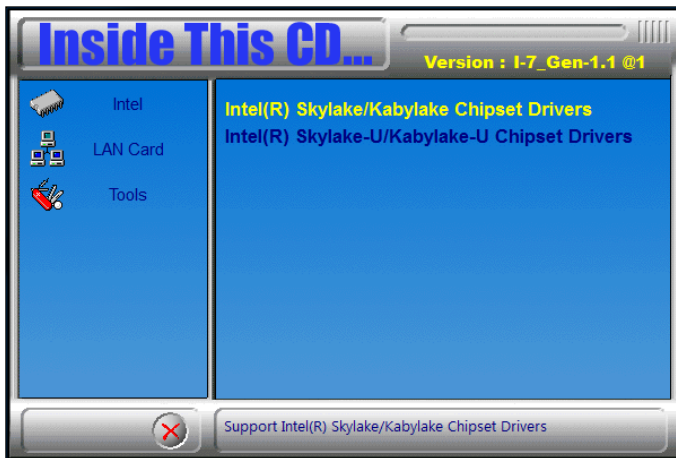 Inside This CD...
Version : I-7_Gen-1.1 @1
Intel
LAN Card
Tools
Intel(R) Skylake/Kabylake Chipset Drivers
Intel(R) Skylake-U/Kabylake-U Chipset Drivers
Support Intel(R) Skylake/Kabylake Chipset Drivers